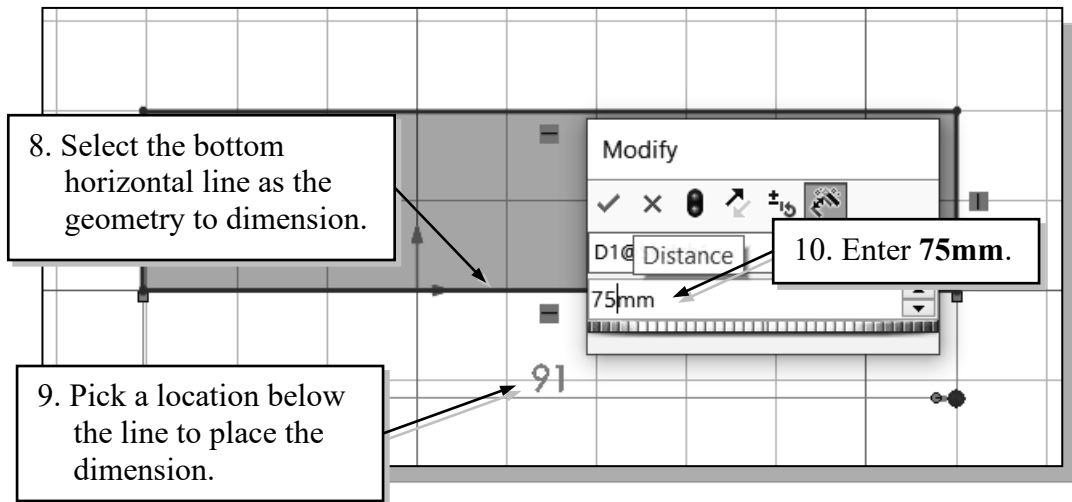 8. Select the bottom
horizontal line as the
geometry to dimension.
Modify
D1@
Distance
10. Enter 75mm.
75mm
91
9. Pick a location below
the line to place the
dimension.